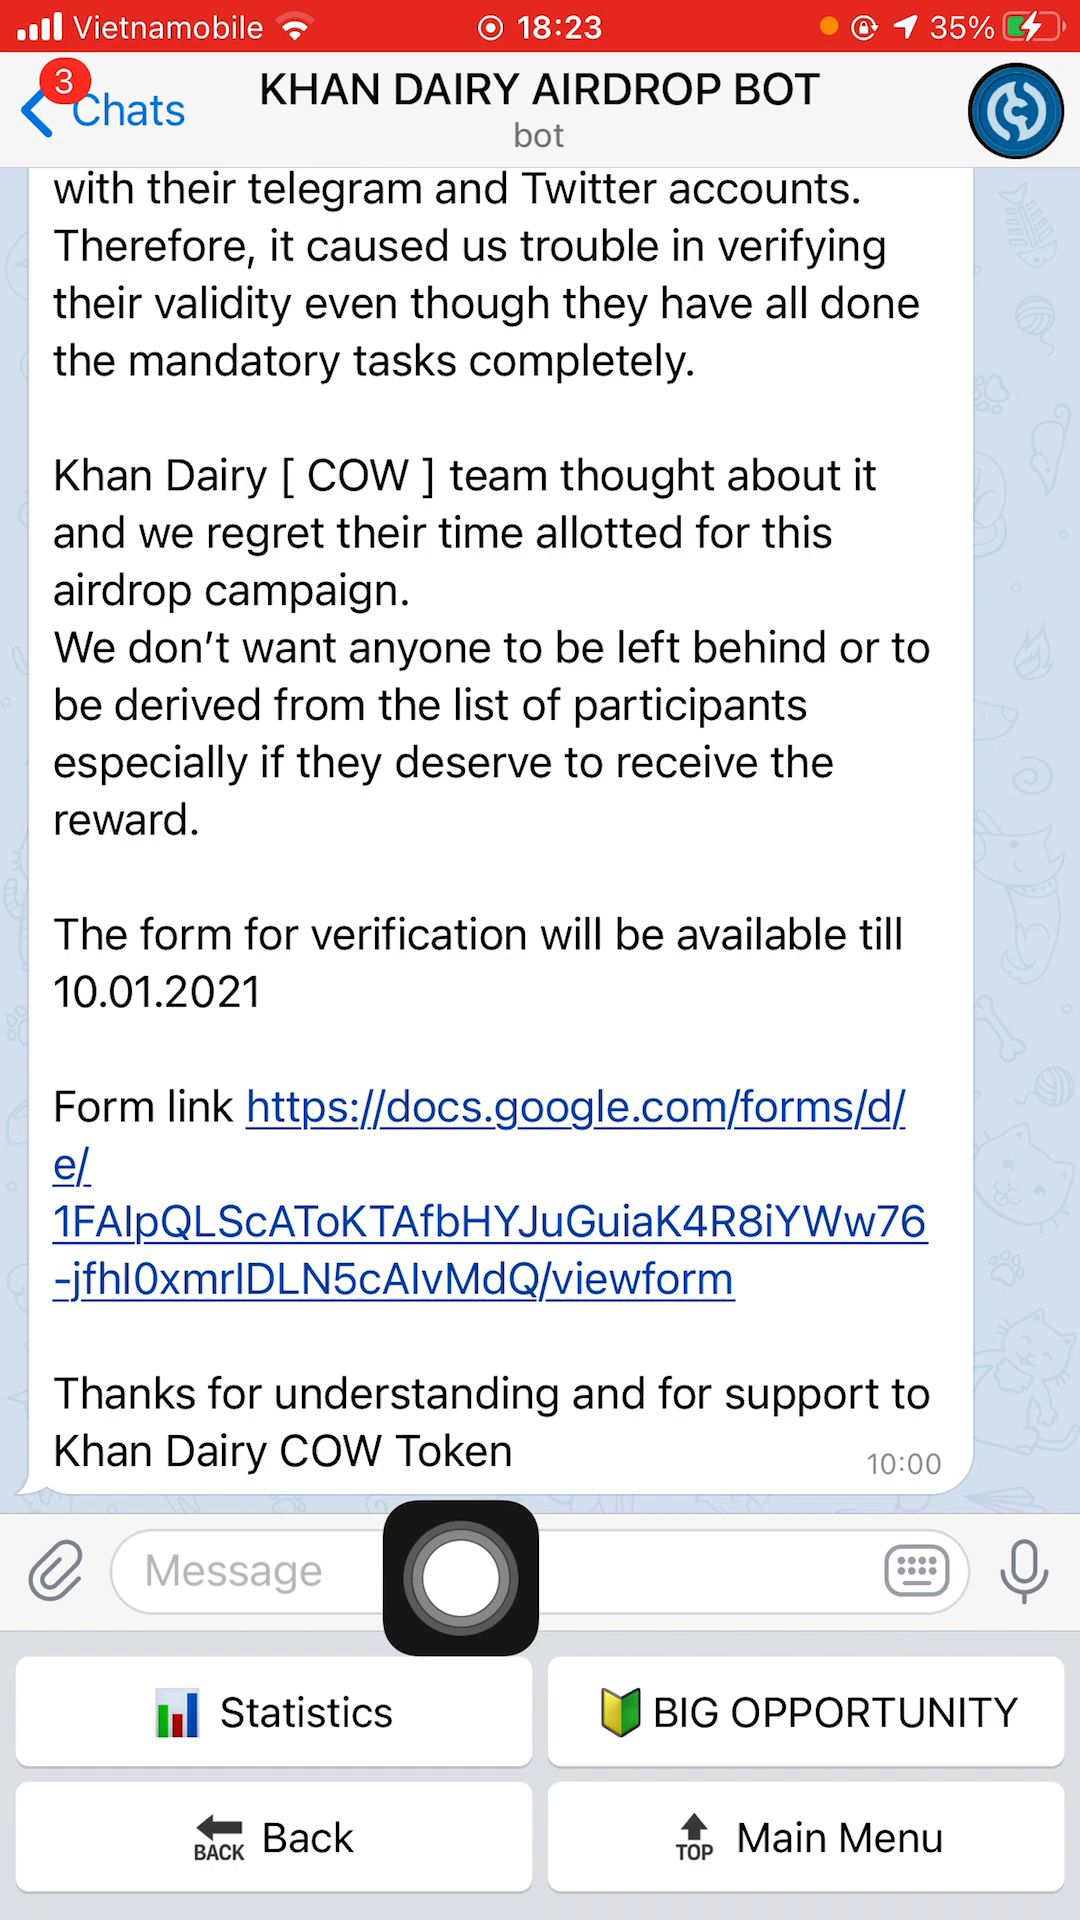 Vietnamobile 18:23 35%
3
Chats KHAN DAIRY AIRDROP BOT
bot
with their telegram and Twitter accounts.
Therefore, it caused us trouble in verifying
their validity even though they have all done
the mandatory tasks completely.
Khan Dairy [ COW ] team thought about it
and we regret their time allotted for this
airdrop campaign.
We don’t want anyone to be left behind or to
be derived from the list of participants
especially if they deserve to receive the
reward.
The form for verification will be available till
10.01.2021
Form link https://docs.google.com/forms/d/
e/
1FAIpQLScAToKTAfbHYJuGuiaK4R8iYWw76
-jfhI0xmrIDLN5cAIvMdQ/viewform
Thanks for understanding and for support to
Khan Dairy COW Token
10:00
Message
Statistics
BIG OPPORTUNITY
BACK Back
TOP Main Menu